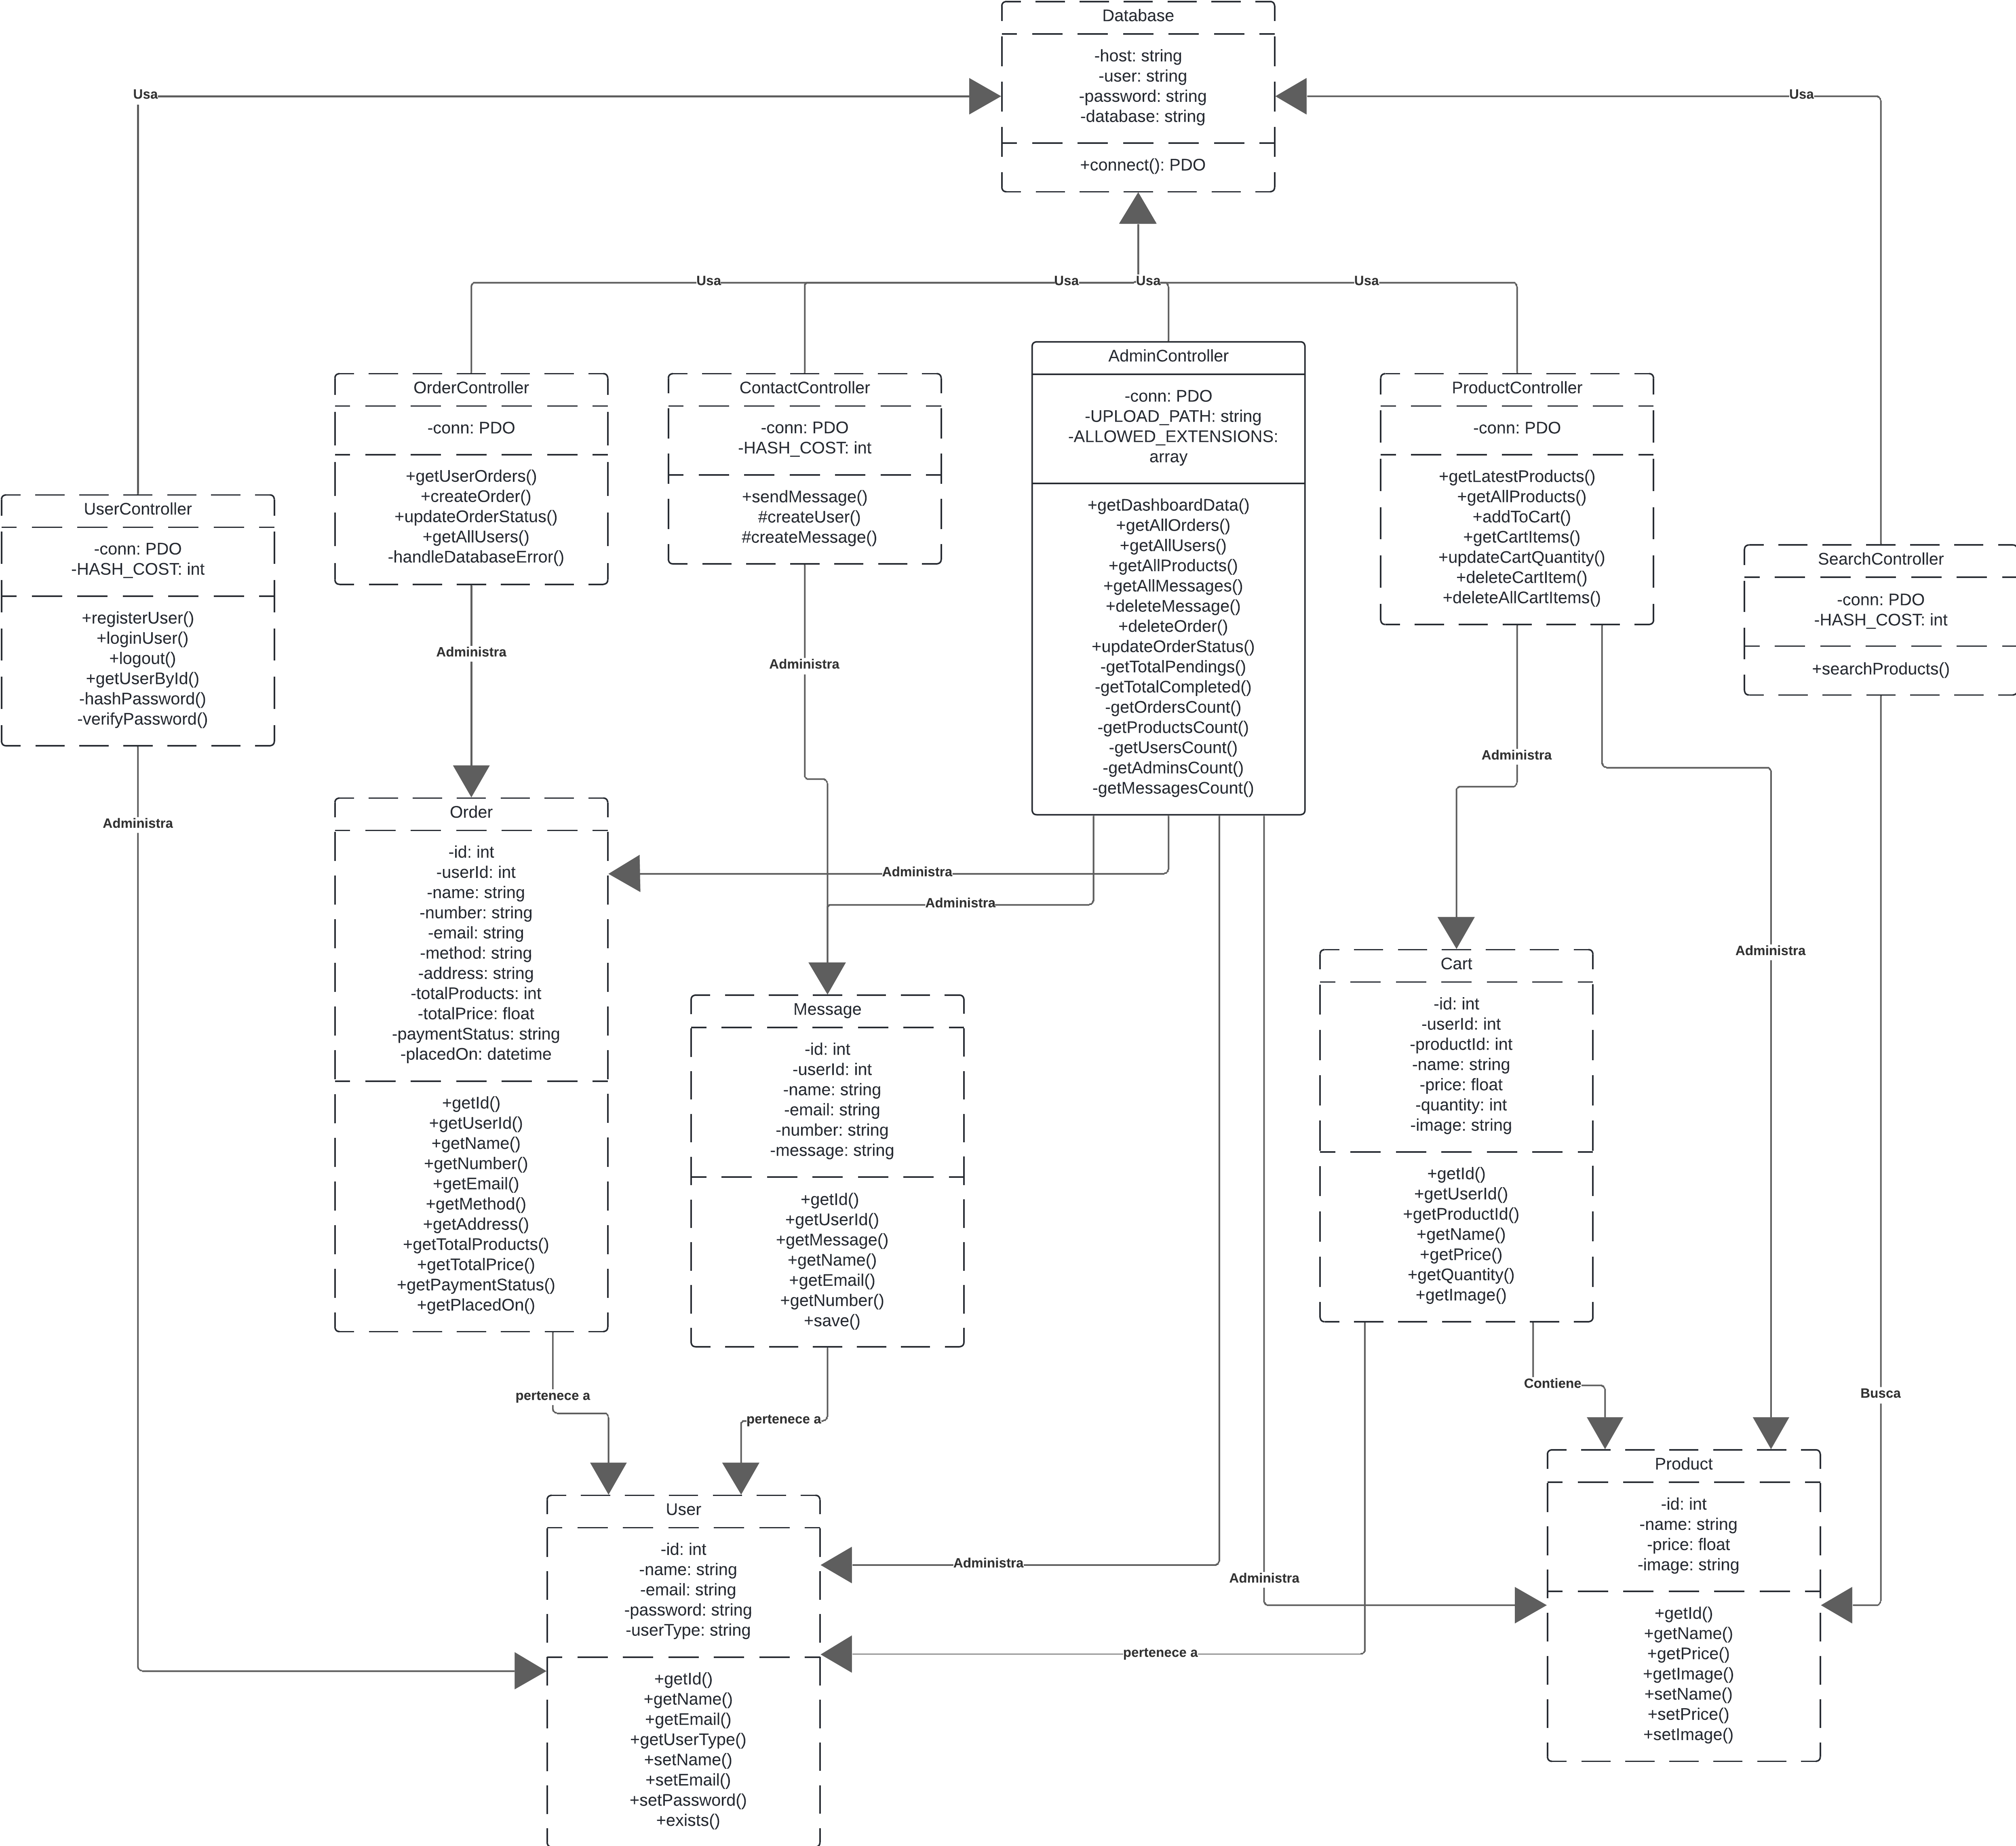 Database
-host: string
-user: string
-password: string
-database: string
+connect(): PDO
Usa
Usa
Usa
Usa
Usa
Usa
OrderController
-conn: PDO
+getUserOrders()
+createOrder()
+updateOrderStatus()
+getAllUsers()
-handleDatabaseError()
ContactController
-conn: PDO
-HASH_COST: int
+sendMessage()
#createUser()
#createMessage()
AdminController
-conn: PDO
-UPLOAD_PATH: string
-ALLOWED_EXTENSIONS:
array
+getDashboardData()
+getAllOrders()
+getAllUsers()
+getAllProducts()
+getAllMessages()
+deleteMessage()
+deleteOrder()
+updateOrderStatus()
-getTotalPendings()
-getTotalCompleted()
-getOrdersCount()
-getProductsCount()
-getUsersCount()
-getAdminsCount()
-getMessagesCount()
ProductController
-conn: PDO
+getLatestProducts()
+getAllProducts()
+addToCart()
+getCartItems()
+updateCartQuantity()
+deleteCartItem()
+deleteAllCartItems()
UserController
-conn: PDO
-HASH_COST: int
+registerUser()
+loginUser()
+logout()
+getUserById()
-hashPassword()
-verifyPassword()
SearchController
-conn: PDO
-HASH_COST: int
+searchProducts()
Administra
Administra
Administra
Administra
Administra
Administra
Administra
Order
-id: int
-userId: int
-name: string
-number: string
-email: string
-method: string
-address: string
-totalProducts: int
-totalPrice: float
-paymentStatus: string
-placedOn: datetime
+getId()
+getUserId()
+getName()
+getNumber()
+getEmail()
+getMethod()
+getAddress()
+getTotalProducts()
+getTotalPrice()
+getPaymentStatus()
+getPlacedOn()
Message
-id: int
-userId: int
-name: string
-email: string
-number: string
-message: string
+getId()
+getUserId()
+getMessage()
+getName()
+getEmail()
+getNumber()
+save()
Cart
-id: int
-userId: int
-productId: int
-name: string
-price: float
-quantity: int
-image: string
+getId()
+getUserId()
+getProductId()
+getName()
+getPrice()
+getQuantity()
+getImage()
pertenece a
pertenece a
Contiene
Busca
User
-id: int
-name: string
-email: string
-password: string
-userType: string
+getId()
+getName()
+getEmail()
+getUserType()
+setName()
+setEmail()
+setPassword()
+exists()
Administra
Administra
pertenece a
Product
-id: int
-name: string
-price: float
-image: string
+getId()
+getName()
+getPrice()
+getImage()
+setName()
+setPrice()
+setImage()